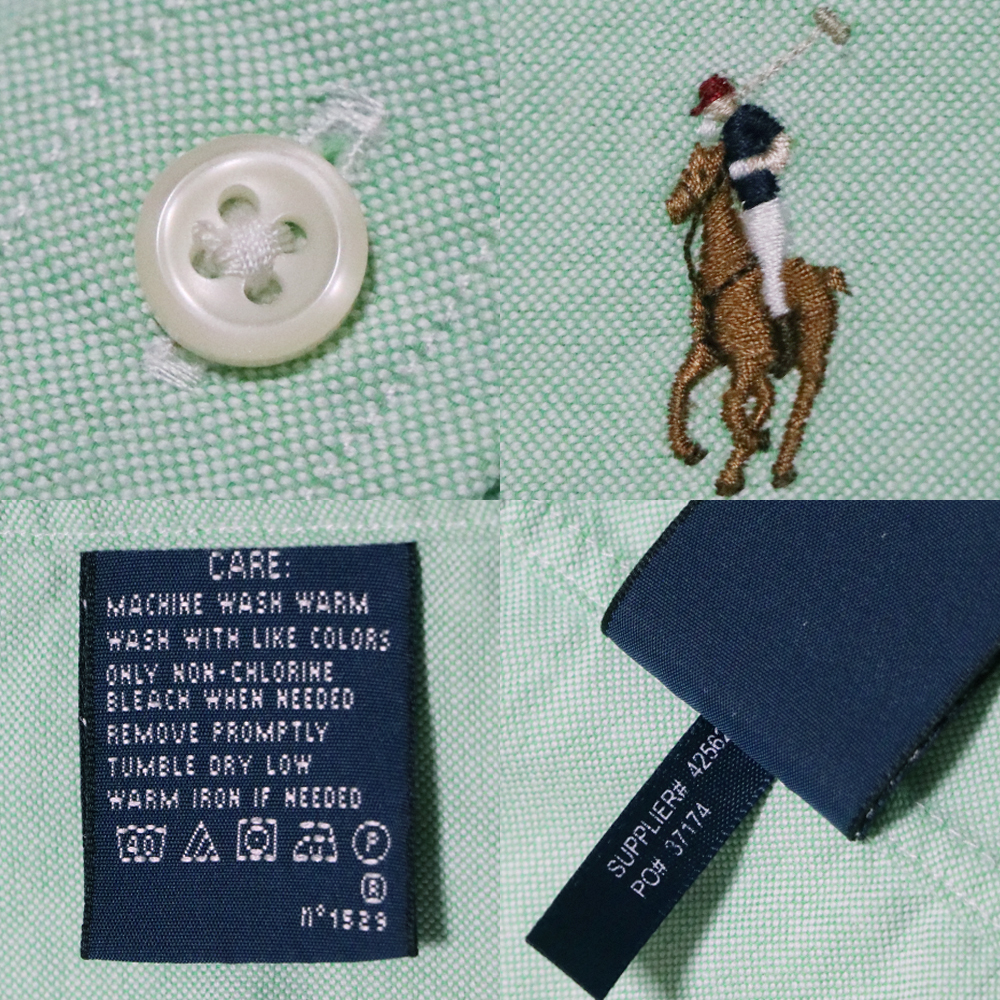 CARE:
MACHINE WASH WARM
WASH WITH LIKE COLORS
ONLY NON-CHLORINE
BLEACH WHEN NEEDED
REMOVE PROMPTLY
TUMBLE DRY LOW
WARM IRON IF NEEDED
40
P
®
n°1529
SUPPLIER#
PO# 37174